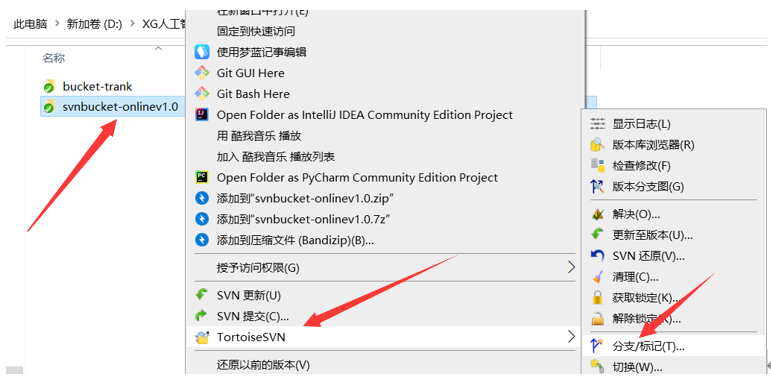 此电脑 > 新加卷 (D:) > XG人工智
在新窗口中打开(E)
固定到快速访问
名称
使用梦蓝记事编辑
Git GUI Here
bucket-trank
Git Bash Here
svnbucket-onlinev1.0
Open Folder as IntelliJ IDEA Community Edition Project
用 酷我音乐 播放
加入 酷我音乐 播放列表
Open Folder as PyCharm Community Edition Project
添加到"svnbucket-onlinev1.0.zip"
添加到"svnbucket-onlinev1.0.7z"
添加到压缩文件 (Bandizip)(B)...
授予访问权限(G)
SVN 更新(U)
SVN 提交(C)...
TortoiseSVN
还原以前的版本(V)
显示日志(L)
版本库浏览器(R)
检查修改(F)
版本分支图(G)
解决(O)...
更新至版本(U)...
SVN 还原(V)...
清理(C)...
获取锁定(K)...
解除锁定(K)...
分支/标记(T)...
切换(W)...